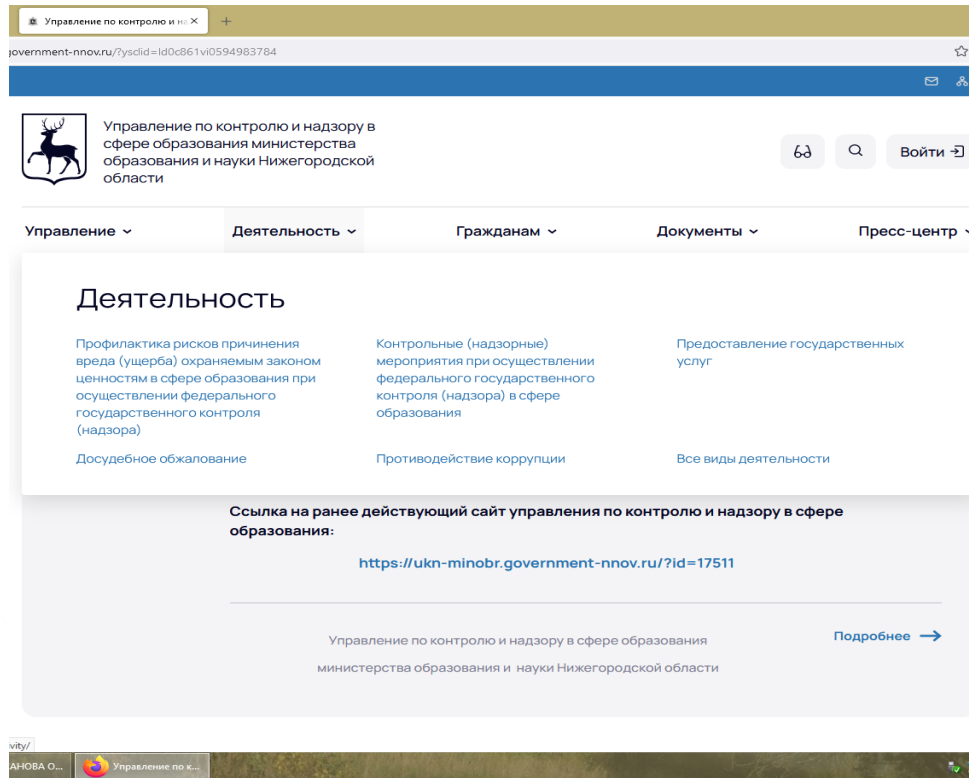 Управление по контролю и на
government-nnov.ru/?ysclid=ld0c861vi0594983784
Управление по контролю и надзору в
сфере образования министерства
образования и науки Нижегородской
области
Войти
Управление
Деятельность
Гражданам
Документы
Пресс-центр
Деятельность
Профилактика рисков причинения
вреда (ущерба) охраняемым законом
ценностям в сфере образования при
осуществлении федерального
государственного контроля
(надзора)
Контрольные (надзорные)
мероприятия при осуществлении
федерального государственного
контроля (надзора) в сфере
образования
Предоставление государственных
услуг
Досудебное обжалование
Противодействие коррупции
Все виды деятельности
Ссылка на ранее действующий сайт управления по контролю и надзору в сфере
образования:
https://ukn-minobr.government-nnov.ru/?id=17511
Управление по контролю и надзору в сфере образования
министерства образования и науки Нижегородской области
Подробнее
vity/
АНОВА О...
Управление по к...